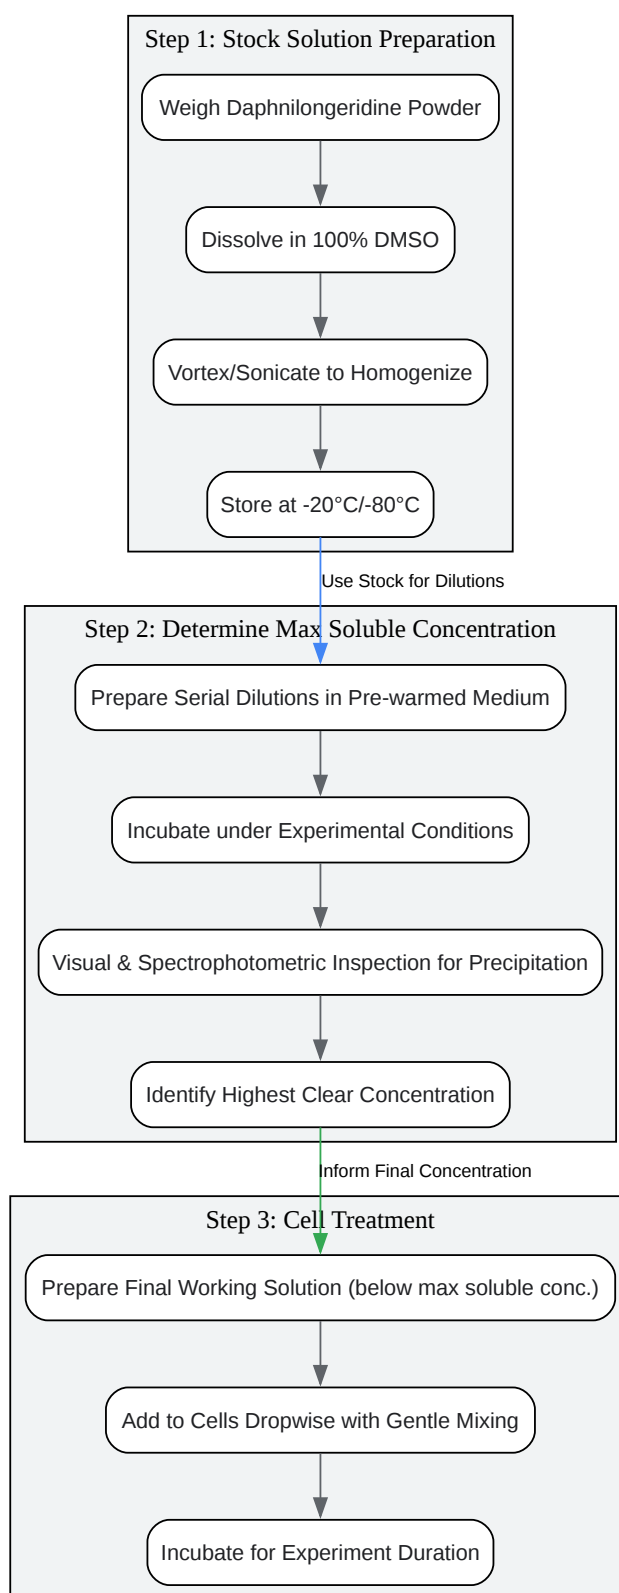 Step 1: Stock Solution Preparation
Weigh Daphnilongeridine Powder
Dissolve in 100% DMSO
Vortex/Sonicate to Homogenize
Store at -20°C/-80°C
Use Stock for Dilutions
Step 2: Determine Max Soluble Concentration
Prepare Serial Dilutions in Pre-warmed Medium
Incubate under Experimental Conditions
Visual & Spectrophotometric Inspection for Precipitation
Identify Highest Clear Concentration
Inform Final Concentration
Step 3: Cell Treatment
Prepare Final Working Solution (below max soluble conc.)
Add to Cells Dropwise with Gentle Mixing
Incubate for Experiment Duration